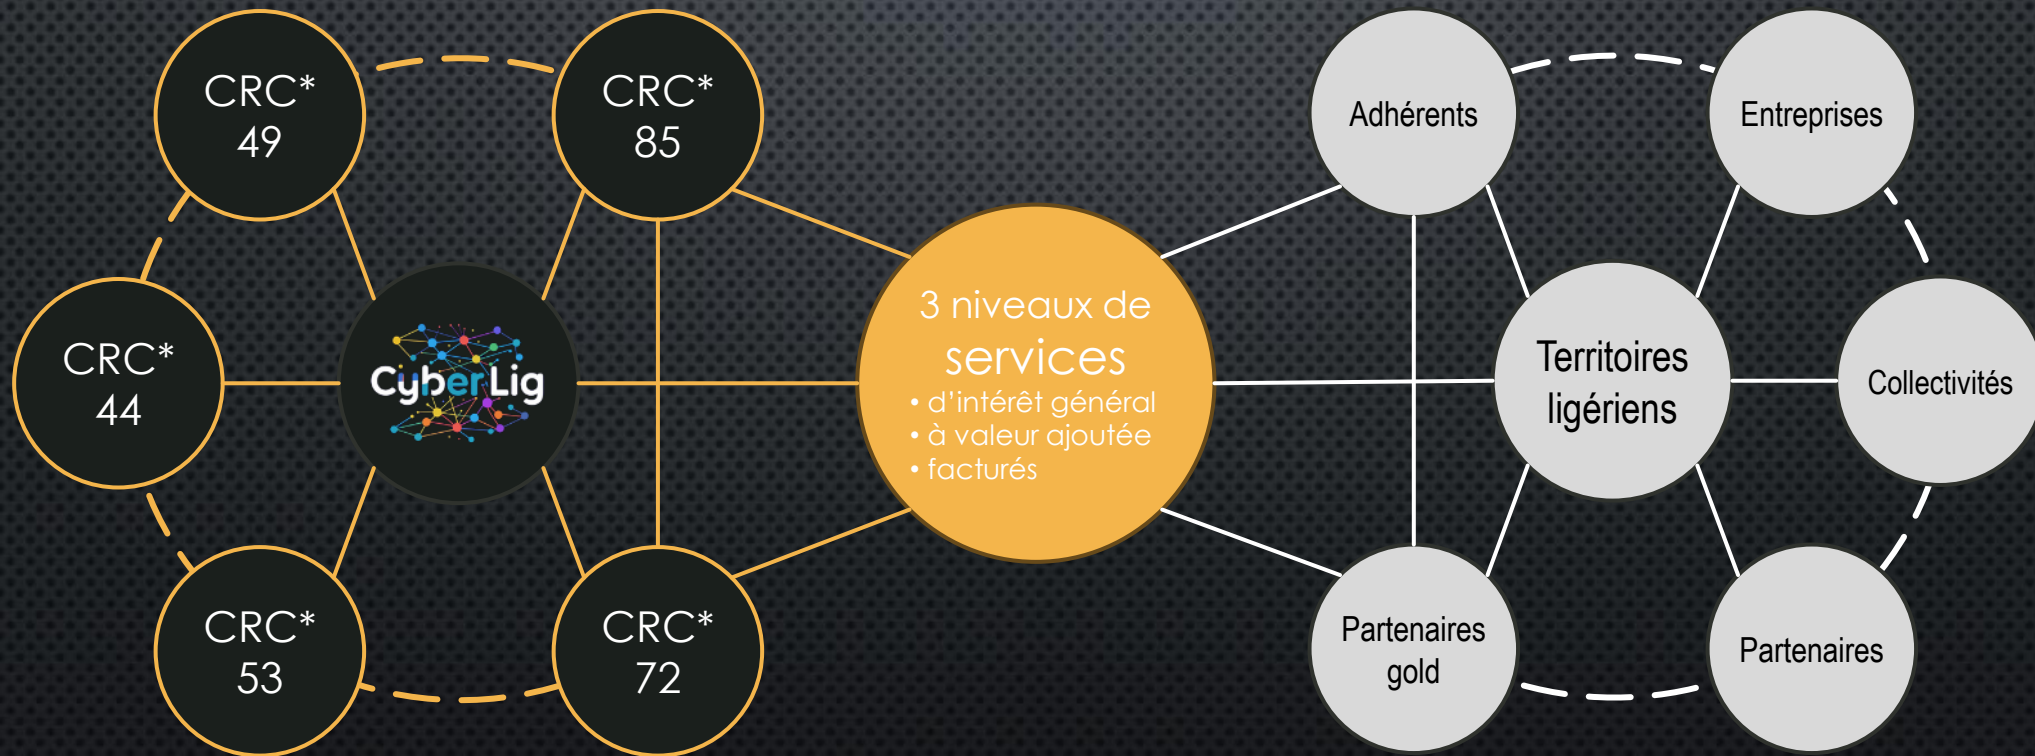 CRC*
49
CRC*
85
CRC*
44
CyberLig
CRC*
53
CRC*
72
3 niveaux de
services
• d'intérêt général
• à valeur ajoutée
• facturés
Adhérents
Entreprises
Territoires
ligériens
Collectivités
Partenaires
gold
Partenaires